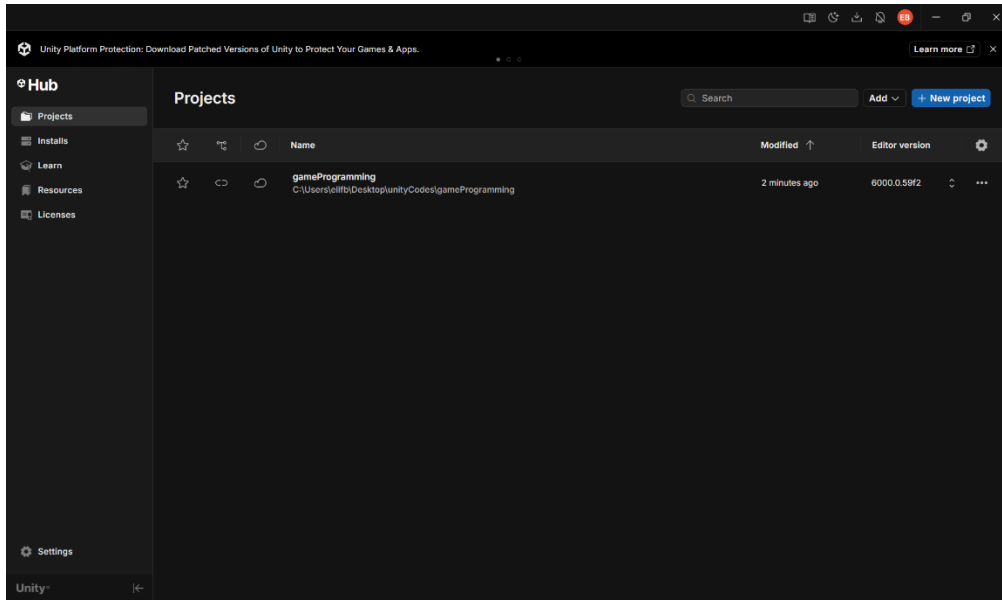 EB
Unity Platform Protection: Download Patched Versions of Unity to Protect Your Games & Apps.
Learn more
Hub
Projects
Installs
Learn
Resources
Licenses
Settings
Unity
Projects
Search
Add
+ New project
Name
Modified
Editor version
gameProgramming
C:\Users\elifb\Desktop\unityCodes\gameProgramming
2 minutes ago
6000.0.59f2